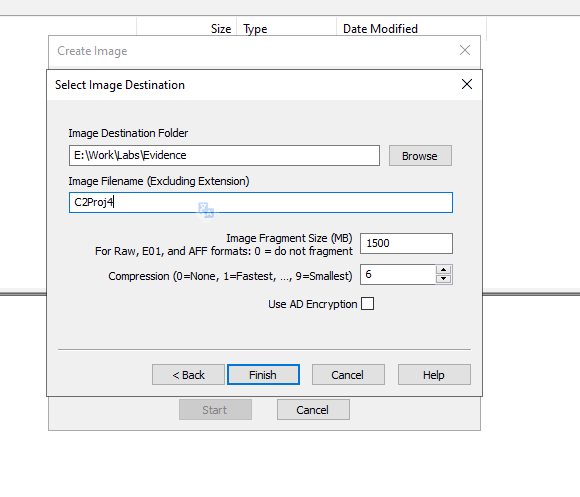 Size Type Date Modified
Create Image
Select Image Destination
Image Destination Folder
E:\Work\Labs\Evidence
Browse
Image Filename (Excluding Extension)
C2Proj4
Image Fragment Size (MB)
For Raw, E01, and AFF formats: 0 = do not fragment
1500
Compression (0=None, 1=Fastest, ..., 9=Smallest)
6
Use AD Encryption
< Back Finish Cancel Help
Start Cancel